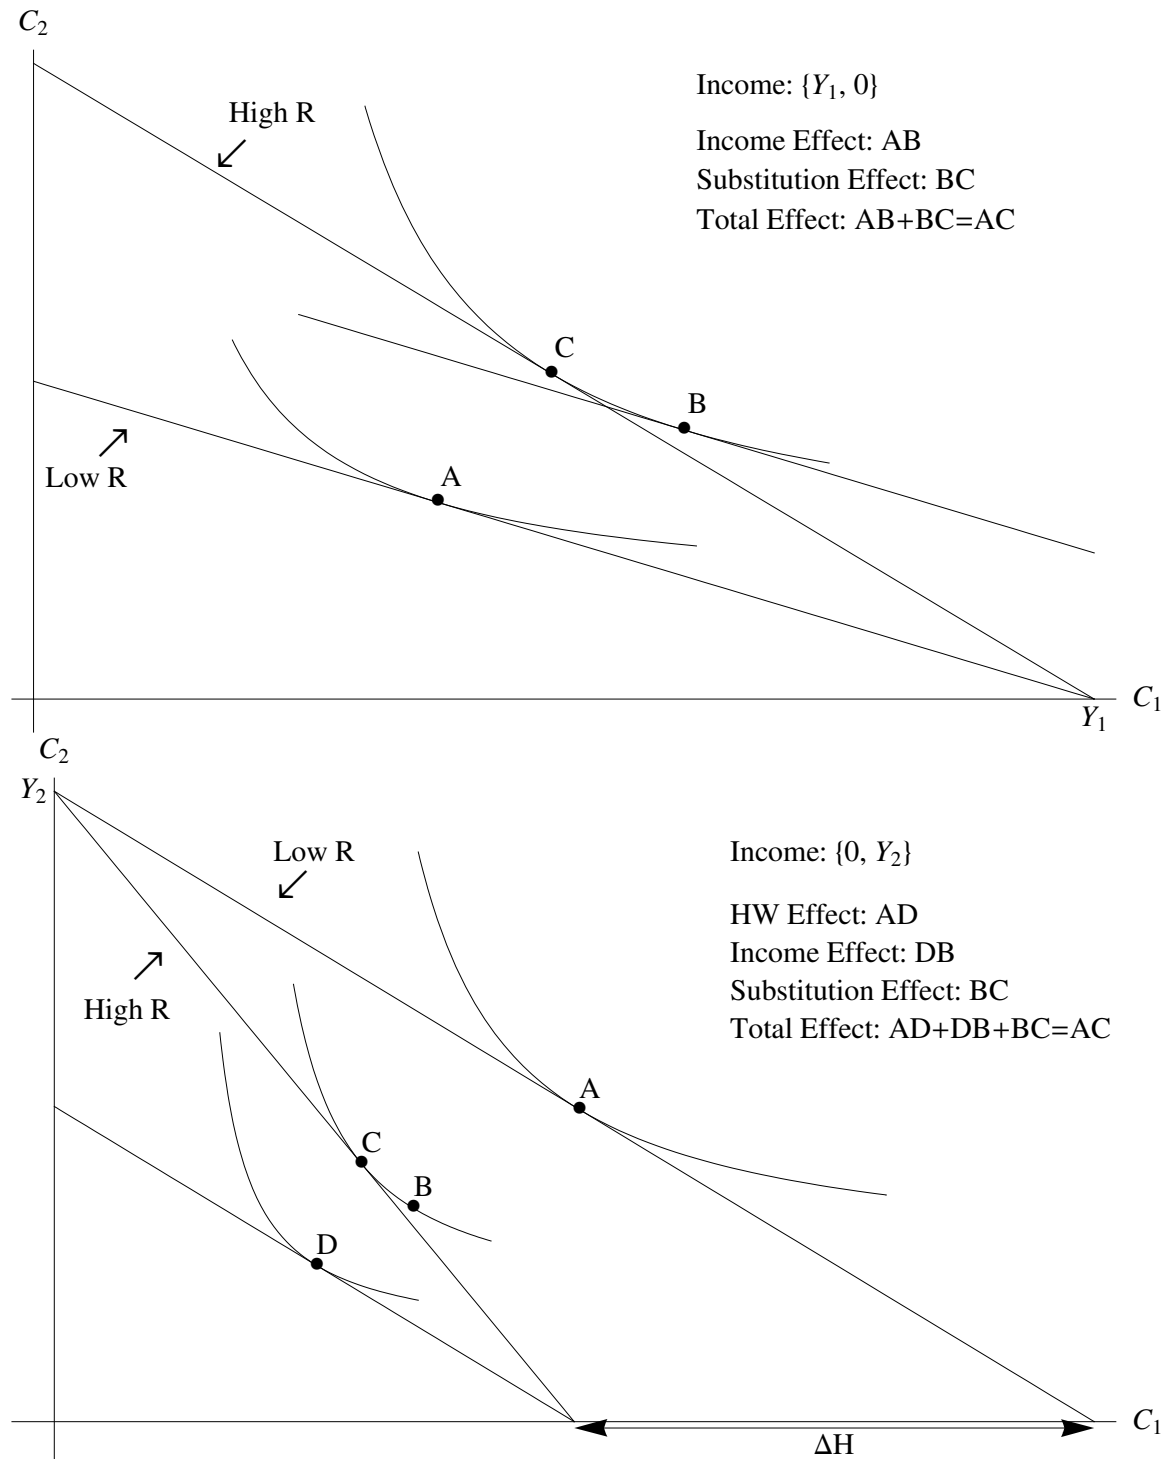 C₂
Income: {Y₁, 0}
High R
Income Effect: AB
Substitution Effect: BC
Total Effect: AB+BC=AC
C
B
A
Low R
C₁
Y₁
C₂
Y₂
Low R
Income: {0, Y₂}
HW Effect: AD
Income Effect: DB
Substitution Effect: BC
High R
Total Effect: AD+DB+BC=AC
A
C
B
D
C₁
ΔH